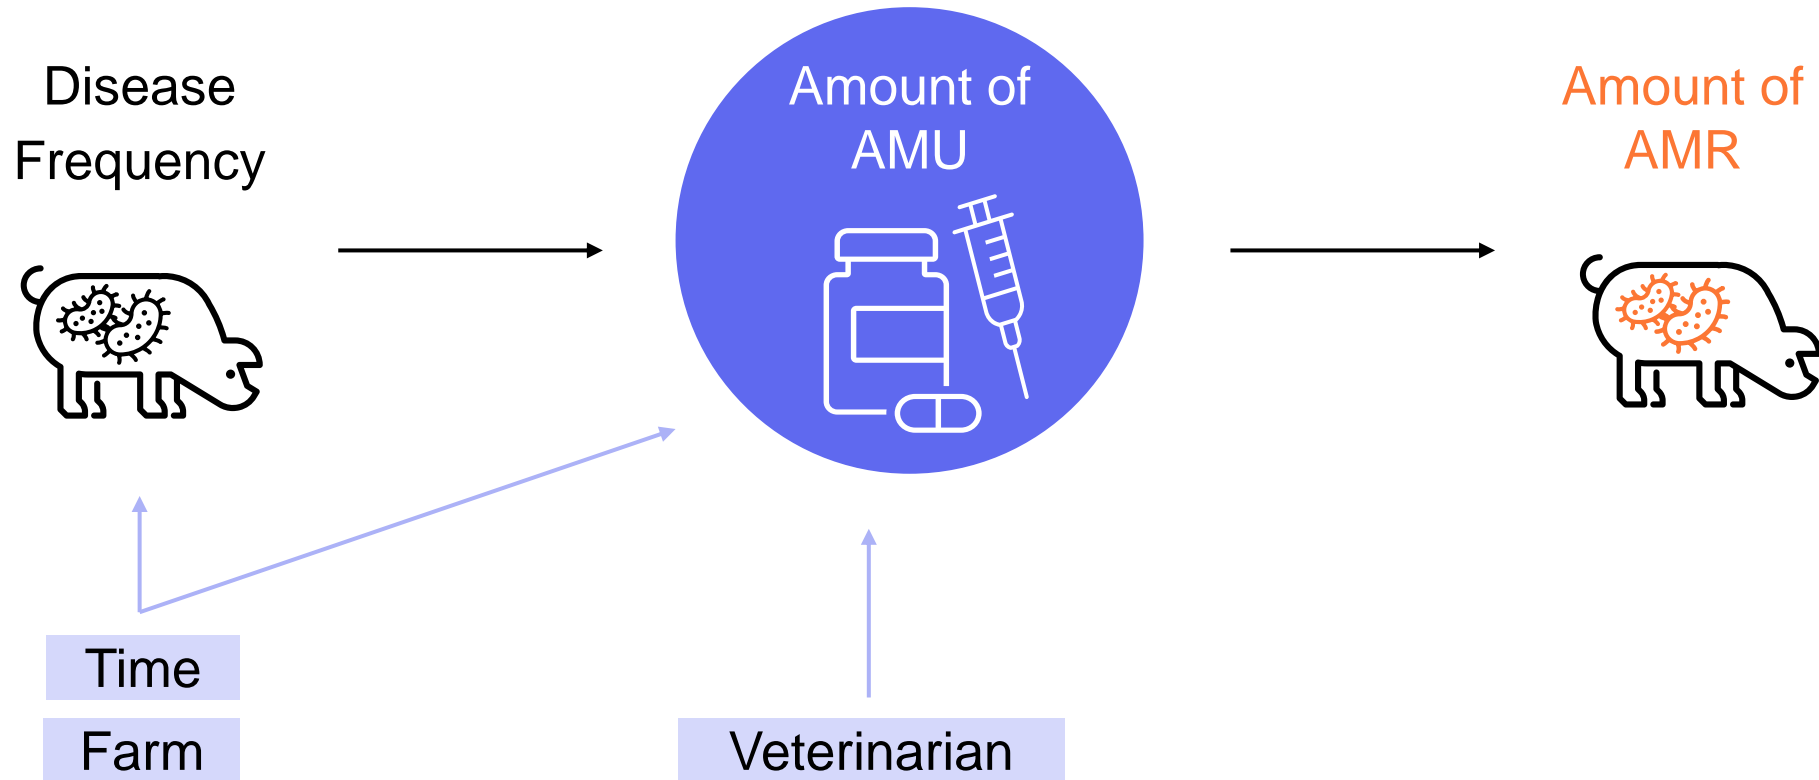 Disease
Frequency
Amount of
AMU
Amount of
AMR
Time
Farm
Veterinarian